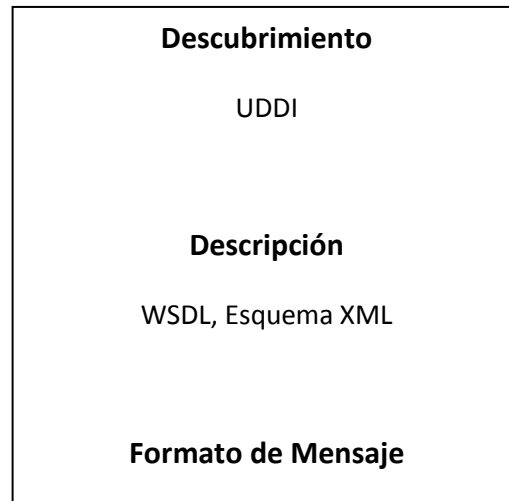 Descubrimiento
UDDI
Descripción
WSDL, Esquema XML
Formato de Mensaje